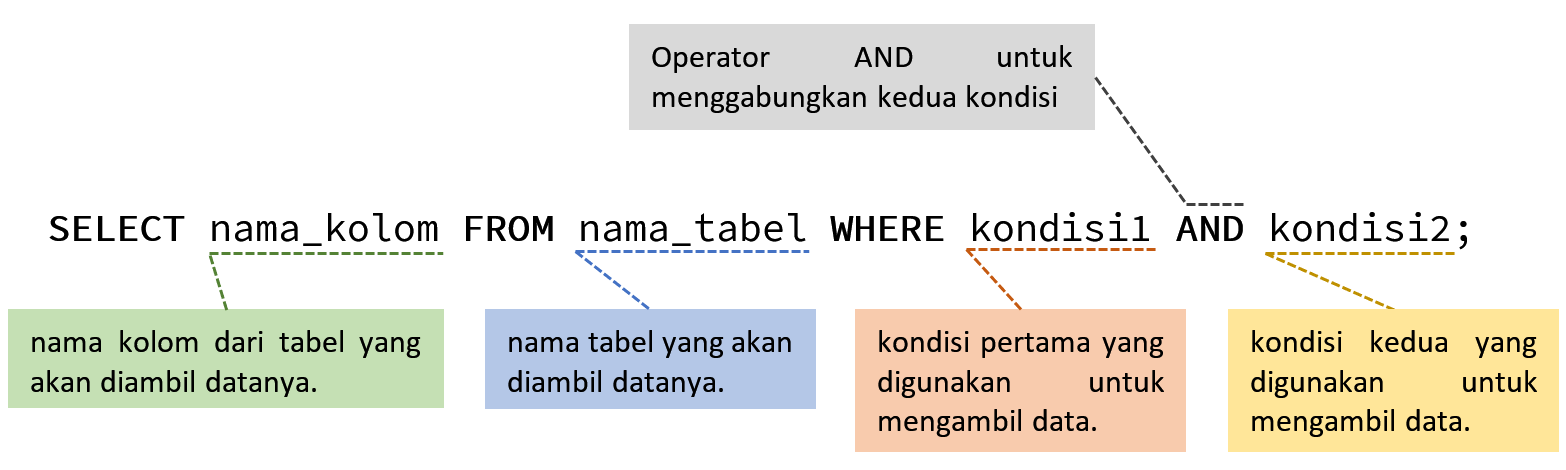 Operator AND untuk
menggabungkan kedua kondisi
SELECT nama_kolom FROM nama_tabel WHERE kondisi1 AND kondisi2;
nama kolom dari tabel yang
akan diambil datanya.
nama tabel yang akan
diambil datanya.
kondisi pertama yang
digunakan untuk
mengambil data.
kondisi kedua yang
digunakan untuk
mengambil data.